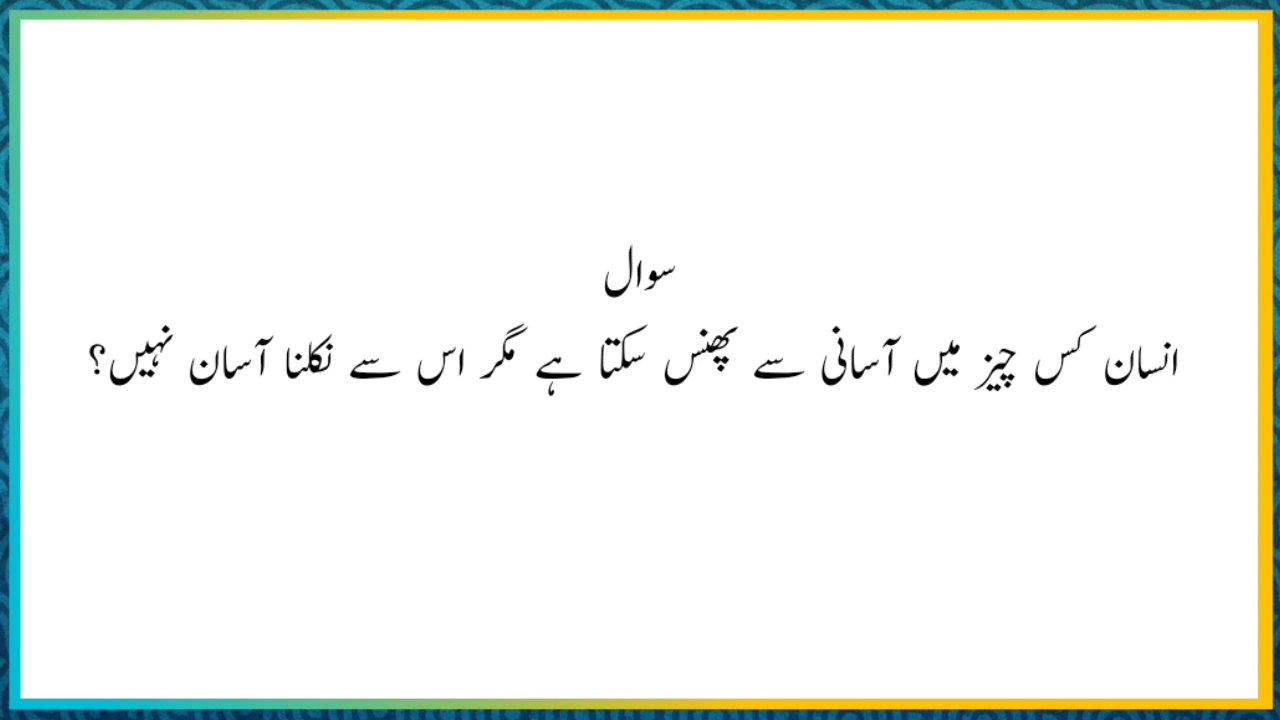 سوال
انسان کس چیز میں آسانی سے پھنس سکتا ہے مگر اس سے نکلنا آسان نہیں؟